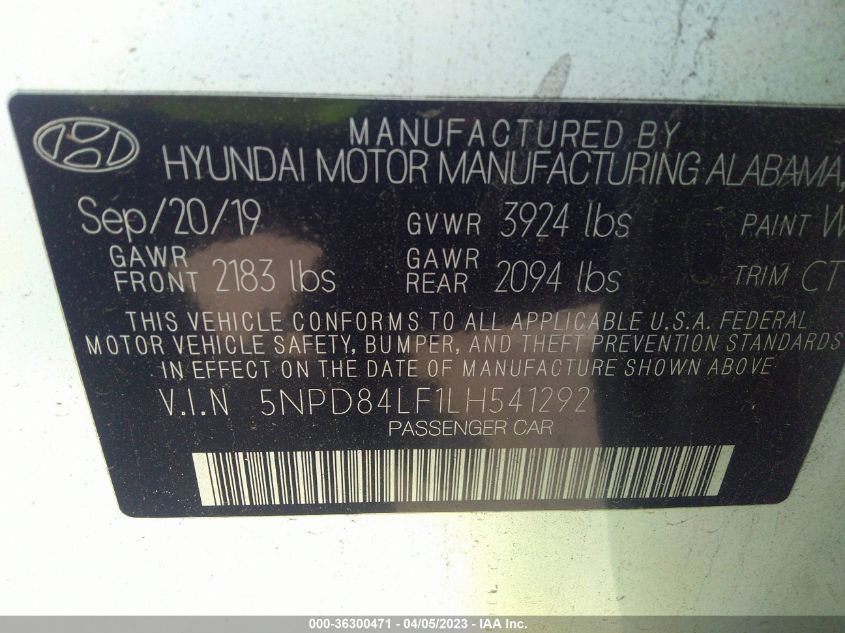 MANUFACTURED BY
HYUNDAI MOTOR MANUFACTURING ALABAMA,
Sep/20/19 GVWR 3924 lbs PAINT W
GAWR FRONT 2183 lbs GAWR REAR 2094 lbs TRIM CT
THIS VEHICLE CONFORMS TO ALL APPLICABLE U.S.A. FEDERAL
MOTOR VEHICLE SAFETY, BUMPER, AND THEFT PREVENTION STANDARDS
IN EFFECT ON THE DATE OF MANUFACTURE SHOWN ABOVE.
V.I.N 5NPD84LF1LH541292
PASSENGER CAR
000-36300471 - 04/05/2023 - IAA Inc.